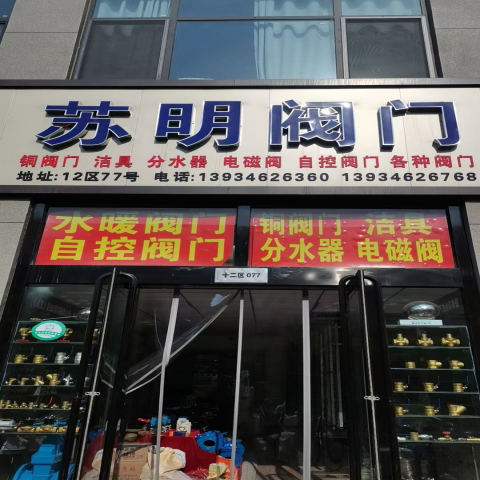 苏明阀门
铜阀门 洁具 分水器 电磁阀 自控阀门 各种阀门
地址:12区77号 电话:13934626360 13934626768
水暖阀门
自控阀门
铜阀门 洁具
分水器 电磁阀
十二区 077